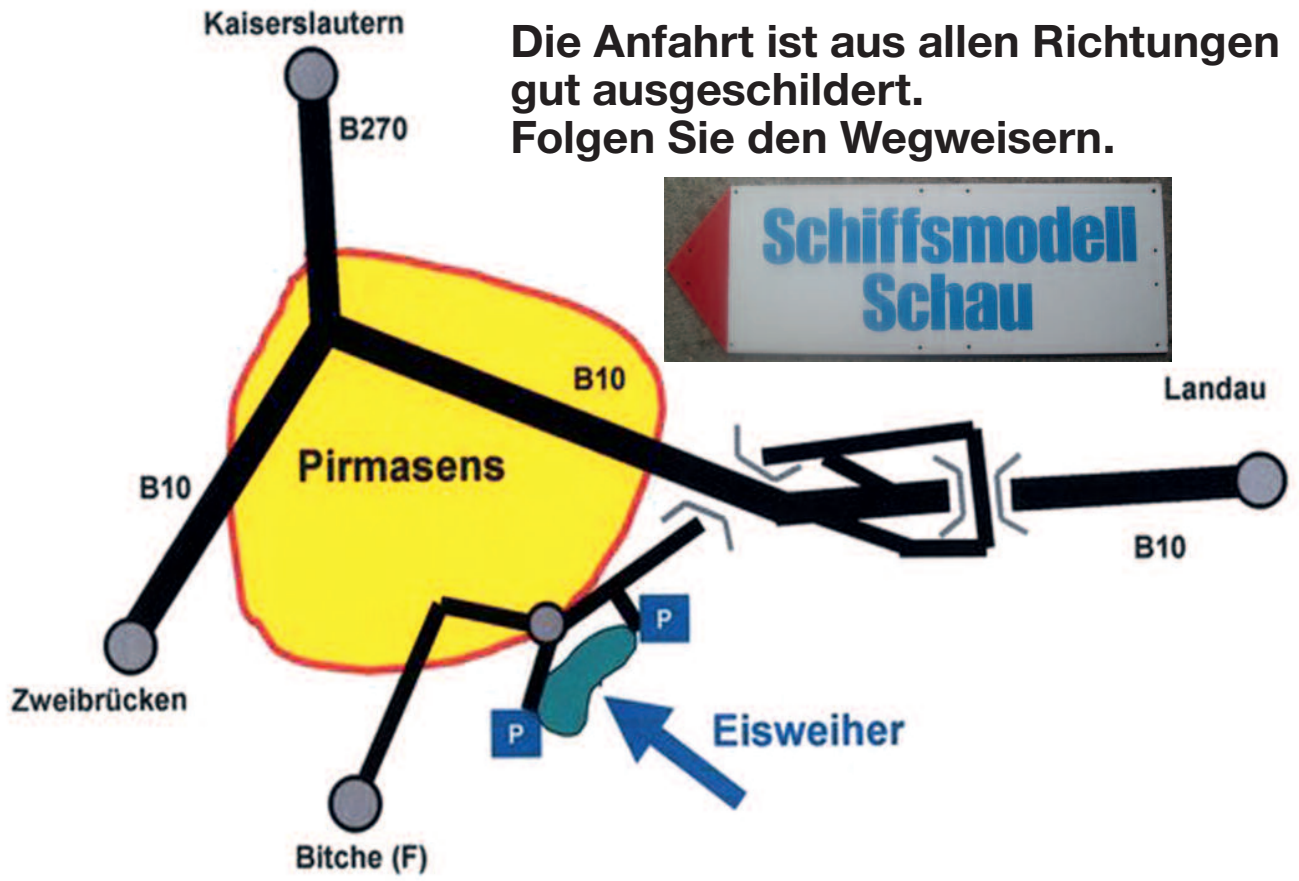 Kaiserslautern
Die Anfahrt ist aus allen Richtungen
gut ausgeschildert.
Folgen Sie den Wegweisern.
B270
Schiffsmodell
Schau
B10
Landau
Pirmasens
B10
B10
P
Zweibrücken
P
Eisweiher
Bitche (F)